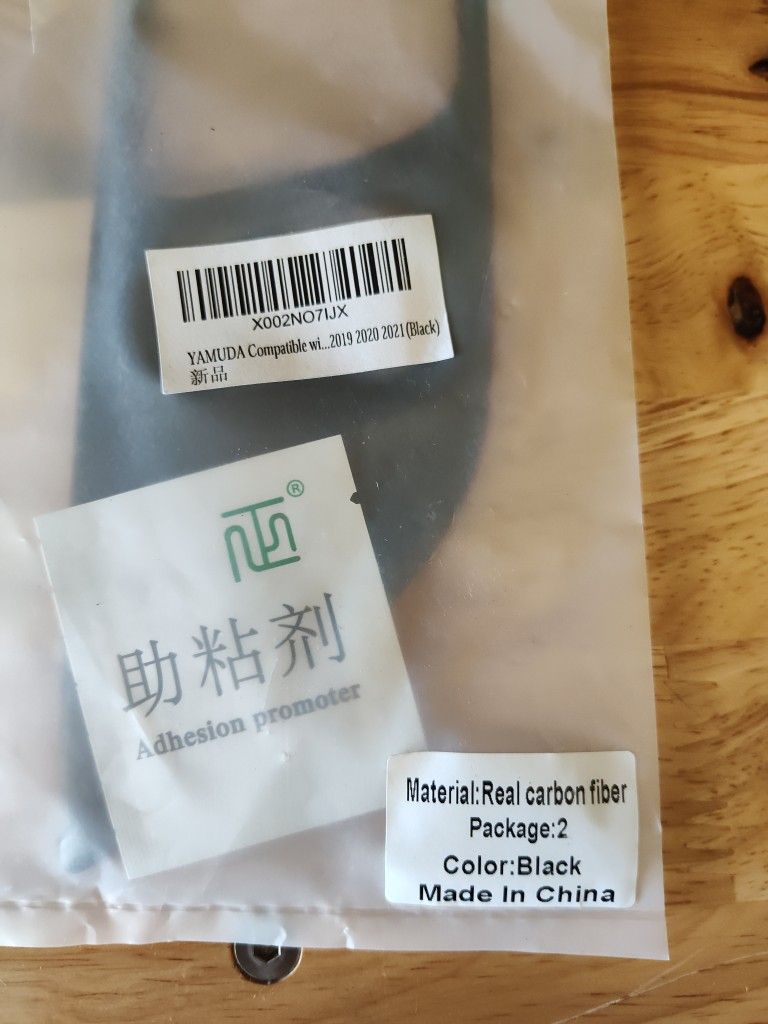 X002NO7IJX
YAMUDA Compatible wi...2019 2020 2021(Black)
新品
®
助粘剂
Adhesion promoter
Material:Real carbon fiber
Package:2
Color:Black
Made In China